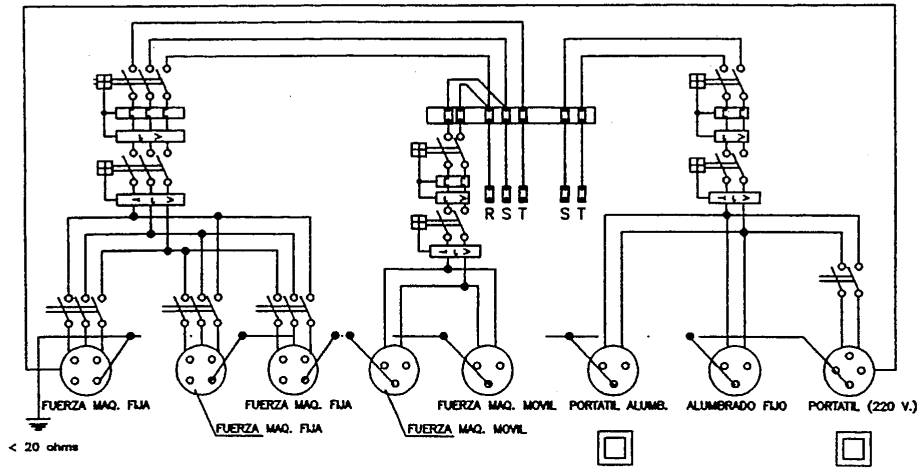 R S T S T
FUERZA MAQ. FIJA FUERZA MAQ. FIJA FUERZA MAQ. MOVIL PORTATIL ALUMB. ALUMBRADO FIJO PORTATIL (220 V.)
FUERZA MAQ. FIJA FUERZA MAQ. MOVIL
< 20 ohms